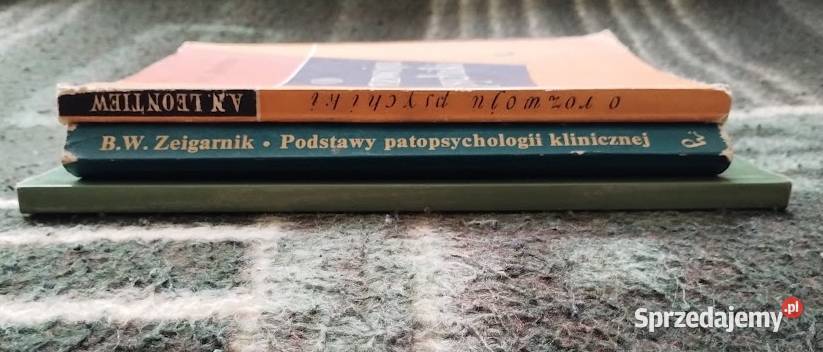 A.N. LEONTIEW o rozwoju psychiki
B.W. Zeigarnik • Podstawy patopsychologii klinicznej
Sprzedajemy.pl